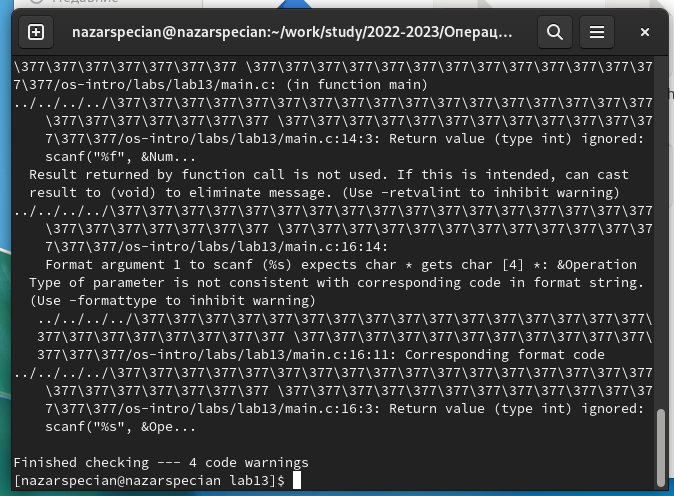 \377\377\377\377\377\377\377 \377\377\377\377\377\377\377\377\377\377\377\377\37
7\377/os-intro/labs/lab13/main.c: (in function main)
../../../../\377\377\377\377\377\377\377\377\377\377\377\377\377\377\377\377\377
\377\377\377\377\377\377\377 \377\377\377\377\377\377\377\377\377\377\377\37
7\377\377/os-intro/labs/lab13/main.c:14:3: Return value (type int) ignored:
scanf("%f", &Num...
Result returned by function call is not used. If this is intended, can cast
result to (void) to eliminate message. (Use -retvalint to inhibit warning)
../../../../\377\377\377\377\377\377\377\377\377\377\377\377\377\377\377\377\377
\377\377\377\377\377\377\377 \377\377\377\377\377\377\377\377\377\377\377\37
7\377\377/os-intro/labs/lab13/main.c:16:14:
Format argument 1 to scanf (%s) expects char * gets char [4] *: &Operation
Type of parameter is not consistent with corresponding code in format string.
(Use -formattype to inhibit warning)
../../../../\377\377\377\377\377\377\377\377\377\377\377\377\377\377\377\377\
377\377\377\377\377\377\377\377 \377\377\377\377\377\377\377\377\377\377\377\
377\377\377/os-intro/labs/lab13/main.c:16:11: Corresponding format code
../../../../\377\377\377\377\377\377\377\377\377\377\377\377\377\377\377\377\377
\377\377\377\377\377\377\377 \377\377\377\377\377\377\377\377\377\377\377\37
7\377\377/os-intro/labs/lab13/main.c:16:3: Return value (type int) ignored:
scanf("%s", &Ope...
Finished checking --- 4 code warnings
[nazarspecian@nazarspecian lab13]$
nazarspecian@nazarspecian:~/work/study/2022-2023/Операц...